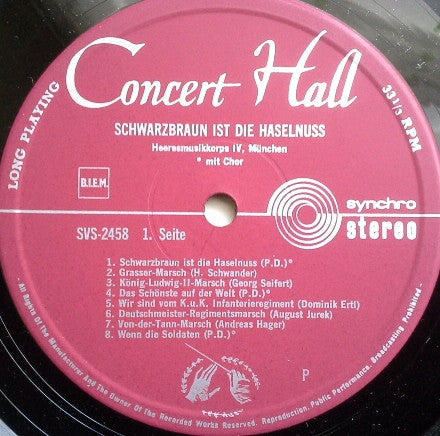 Concert Hall
LONG PLAYING
33 1/3 RPM
SCHWARZBRAUN IST DIE HASELNUSS
Heeresmusikkorps IV, München
* mit Chor
B.I.E.M.
synchro
stereo
SVS-2458 1. Seite
1. Schwarzbraun ist die Haselnuss (P.D.)*
2. Grasser-Marsch (H. Schwander)
3. König-Ludwig-II-Marsch (Georg Seifert)
4. Das Schönste auf der Welt (P.D.)*
5. Wir sind vom K.u.K. Infanterieregiment (Dominik Ertl)
6. Deutschmeister-Regimentsmarsch (August Jurek)
7. Von-der-Tann-Marsch (Andreas Hager)
8. Wenn die Soldaten (P.D.)*
P
- All Rights Of The Manufacturer And The Owner Of The Recorded Works Reserved. Reproduction. Public Performance. Broadcasting Prohibited -